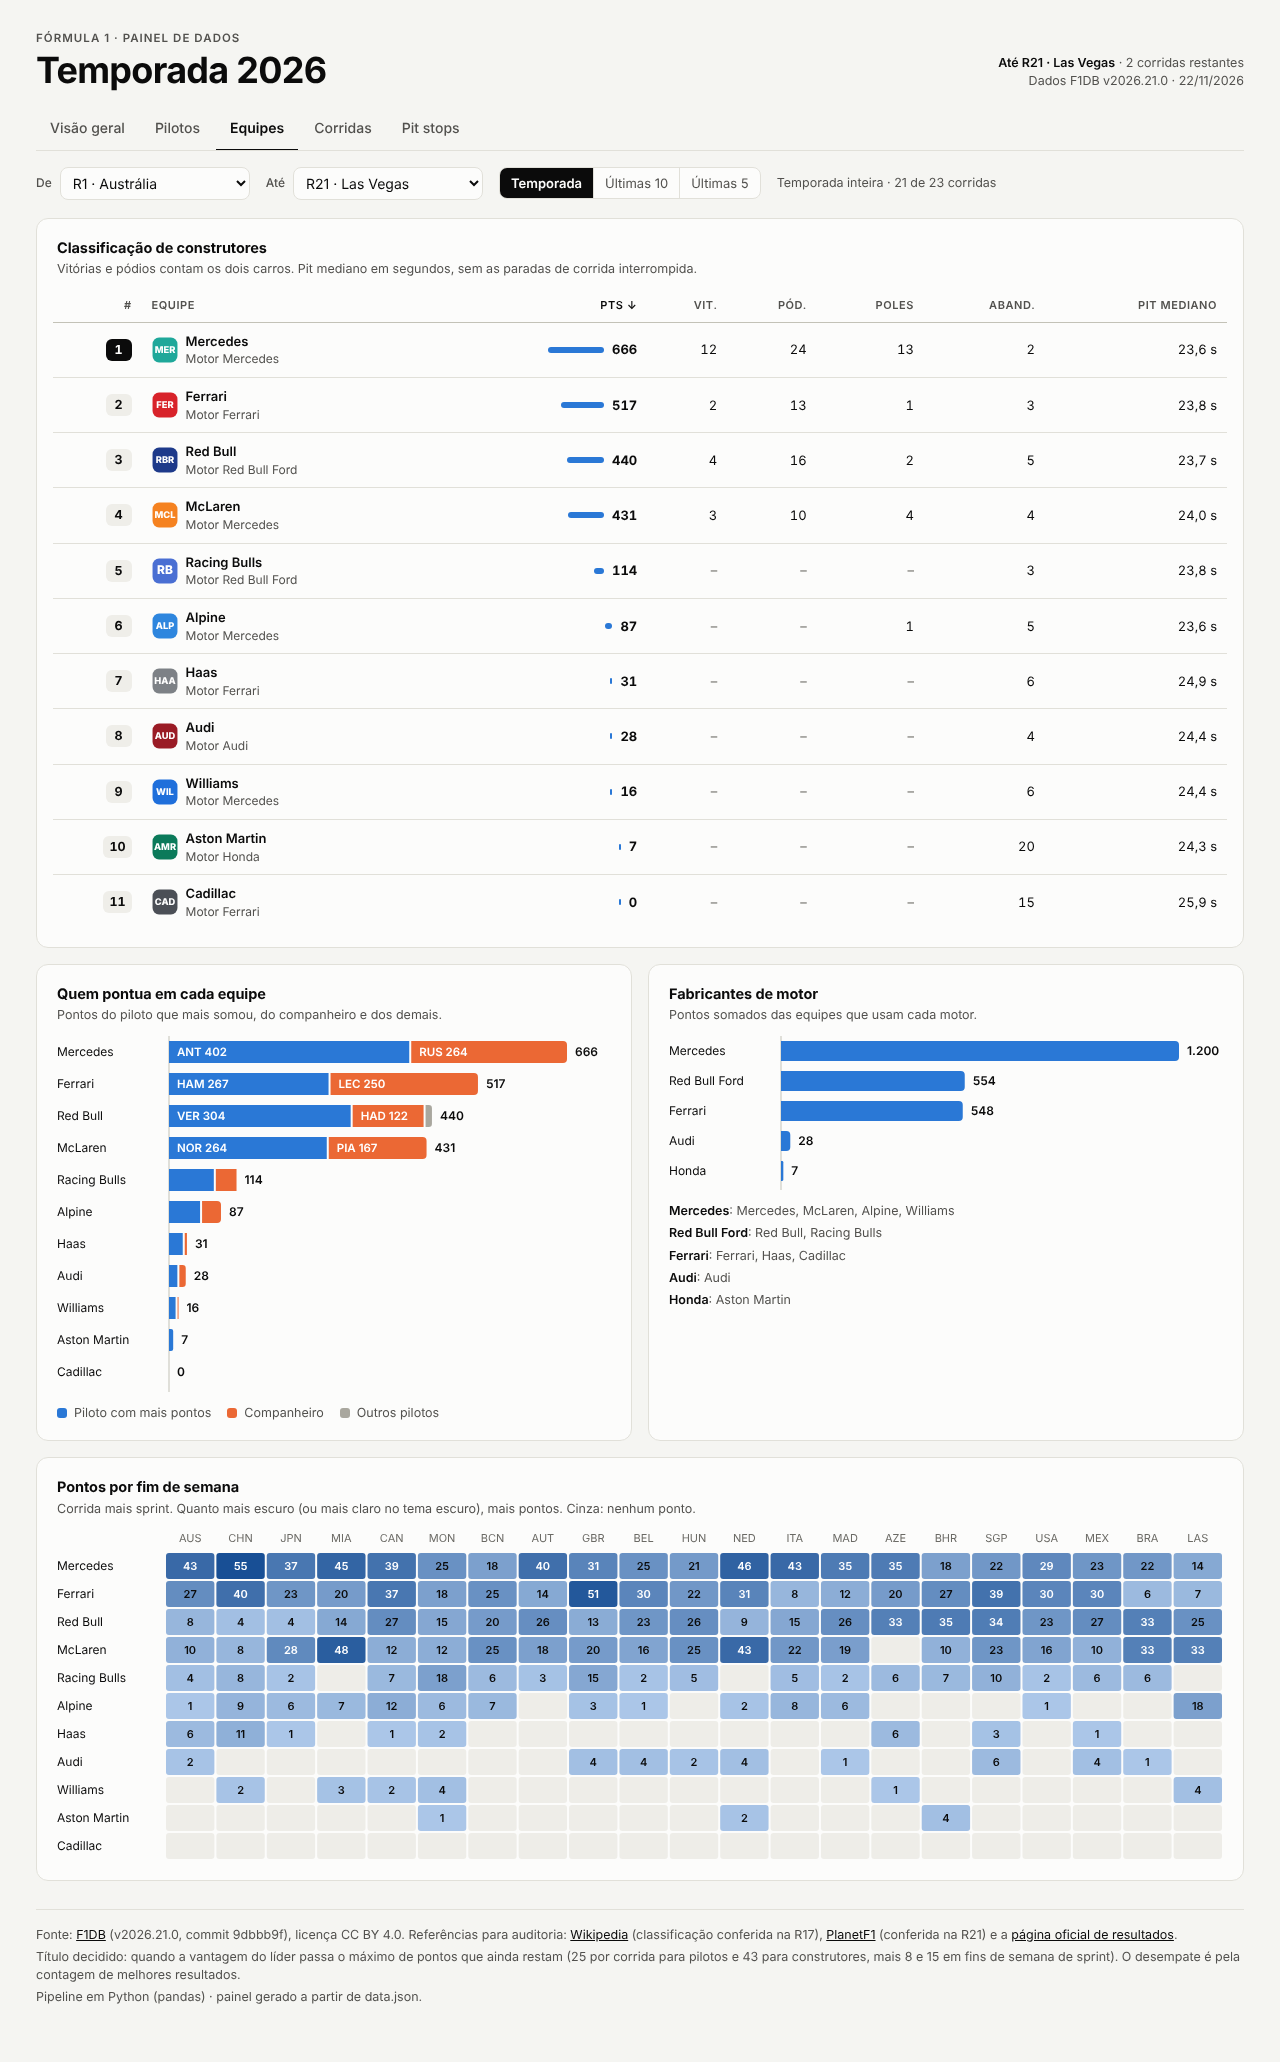 FÓRMULA 1 · PAINEL DE DADOS
Temporada 2026
Até R21 · Las Vegas · 2 corridas restantes
Dados F1DB v2026.21.0 · 22/11/2026
Visão geral Pilotos Equipes Corridas Pit stops
De R1 · Austrália Até R21 · Las Vegas Temporada Últimas 10 Últimas 5 Temporada inteira · 21 de 23 corridas
Classificação de construtores
Vitórias e pódios contam os dois carros. Pit mediano em segundos, sem as paradas de corrida interrompida.
# EQUIPE PTS ↓ VIT. PÓD. POLES ABAND. PIT MEDIANO
1 MER Mercedes 666 12 24 13 2 23,6 s
Motor Mercedes
2 FER Ferrari 517 2 13 1 3 23,8 s
Motor Ferrari
3 RBR Red Bull 440 4 16 2 5 23,7 s
Motor Red Bull Ford
4 MCL McLaren 431 3 10 4 4 24,0 s
Motor Mercedes
5 RB Racing Bulls 114 – – – 3 23,8 s
Motor Red Bull Ford
6 ALP Alpine 87 – – 1 5 23,6 s
Motor Mercedes
7 HAA Haas 31 – – – 6 24,9 s
Motor Ferrari
8 AUD Audi 28 – – – 4 24,4 s
Motor Audi
9 WIL Williams 16 – – – 6 24,4 s
Motor Mercedes
10 AMR Aston Martin 7 – – – 20 24,3 s
Motor Honda
11 CAD Cadillac 0 – – – 15 25,9 s
Motor Ferrari
Quem pontua em cada equipe
Pontos do piloto que mais somou, do companheiro e dos demais.
Mercedes ANT 402 RUS 264 666
Ferrari HAM 267 LEC 250 517
Red Bull VER 304 HAD 122 440
McLaren NOR 264 PIA 167 431
Racing Bulls 114
Alpine 87
Haas 31
Audi 28
Williams 16
Aston Martin 7
Cadillac 0
Piloto com mais pontos Companheiro Outros pilotos
Fabricantes de motor
Pontos somados das equipes que usam cada motor.
Mercedes 1.200
Red Bull Ford 554
Ferrari 548
Audi 28
Honda 7
Mercedes: Mercedes, McLaren, Alpine, Williams
Red Bull Ford: Red Bull, Racing Bulls
Ferrari: Ferrari, Haas, Cadillac
Audi: Audi
Honda: Aston Martin
Pontos por fim de semana
Corrida mais sprint. Quanto mais escuro (ou mais claro no tema escuro), mais pontos. Cinza: nenhum ponto.
AUS CHN JPN MIA CAN MON BCN AUT GBR BEL HUN NED ITA MAD AZE BHR SGP USA MEX BRA LAS
Mercedes 43 55 37 45 39 25 18 40 31 25 21 46 43 35 35 18 22 29 23 22 14
Ferrari 27 40 23 20 37 18 25 14 51 30 22 31 8 12 20 27 39 30 30 6 7
Red Bull 8 4 4 14 27 15 20 26 13 23 26 9 15 26 33 35 34 23 27 33 25
McLaren 10 8 28 48 12 12 25 18 20 16 25 43 22 19 10 23 16 10 33 33
Racing Bulls 4 8 2 7 18 6 3 15 2 5 5 2 6 7 10 2 6 6
Alpine 1 9 6 7 12 6 7 3 1 2 8 6 1 18
Haas 6 11 1 1 2 6 3 1
Audi 2 4 4 2 4 1 6 4 1
Williams 2 3 2 4 1 4
Aston Martin 1 2 4
Cadillac
Fonte: F1DB (v2026.21.0, commit 9dbbb9f), licença CC BY 4.0. Referências para auditoria: Wikipedia (classificação conferida na R17), PlanetF1 (conferida na R21) e a página oficial de resultados.
Título decidido: quando a vantagem do líder passa o máximo de pontos que ainda restam (25 por corrida para pilotos e 43 para construtores, mais 8 e 15 em fins de semana de sprint). O desempate é pela
contagem de melhores resultados.
Pipeline em Python (pandas) · painel gerado a partir de data.json.